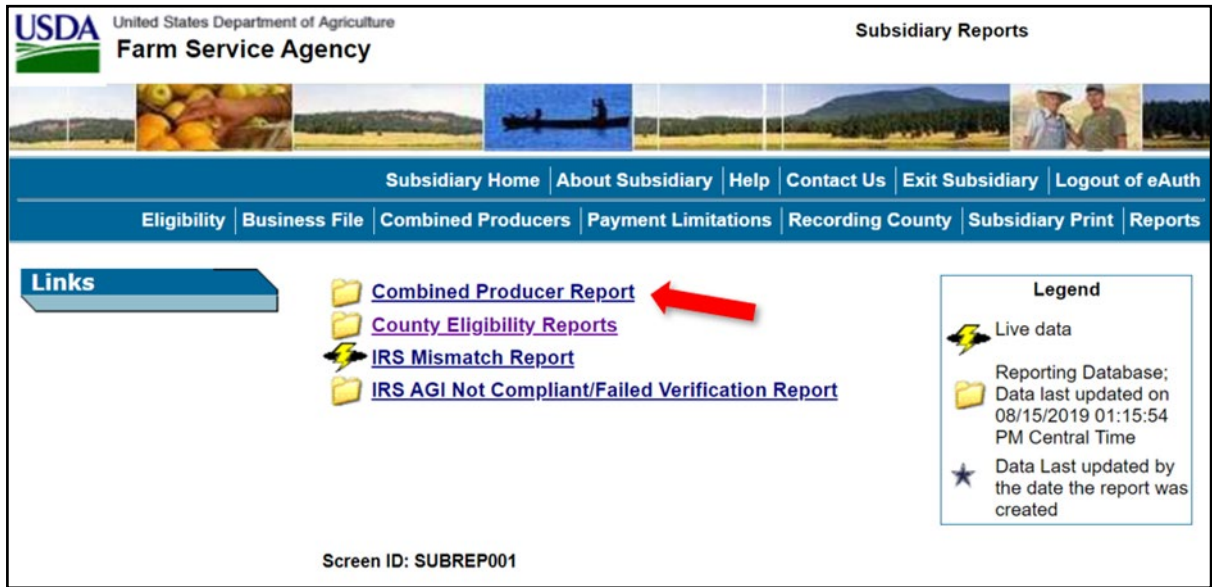 USDA
United States Department of Agriculture
Farm Service Agency
Subsidiary Reports
Subsidiary Home | About Subsidiary | Help | Contact Us | Exit Subsidiary | Logout of eAuth
Eligibility | Business File | Combined Producers | Payment Limitations | Recording County | Subsidiary Print | Reports
Links
Combined Producer Report
County Eligibility Reports
IRS Mismatch Report
IRS AGI Not Compliant/Failed Verification Report
Legend
Live data
Reporting Database;
Data last updated on
08/15/2019 01:15:54
PM Central Time
Data Last updated by
the date the report was
created
Screen ID: SUBREP001